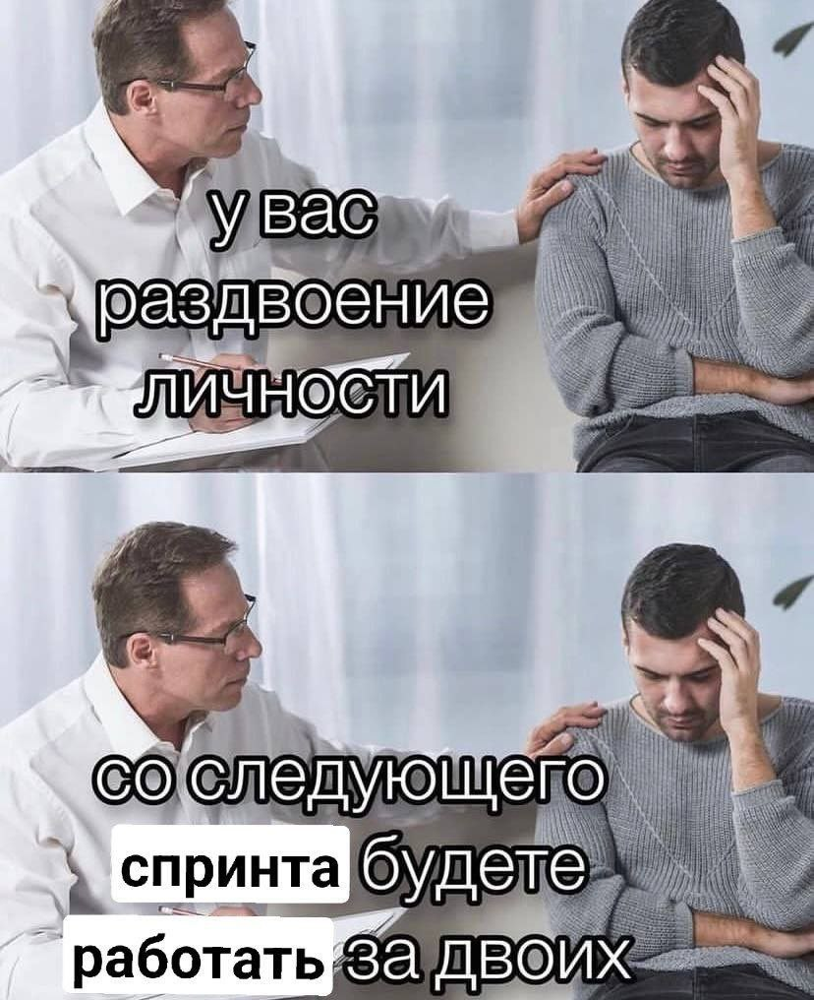 у вас
раздвоение
личности
со следующего
спринта будете
работать за двоих